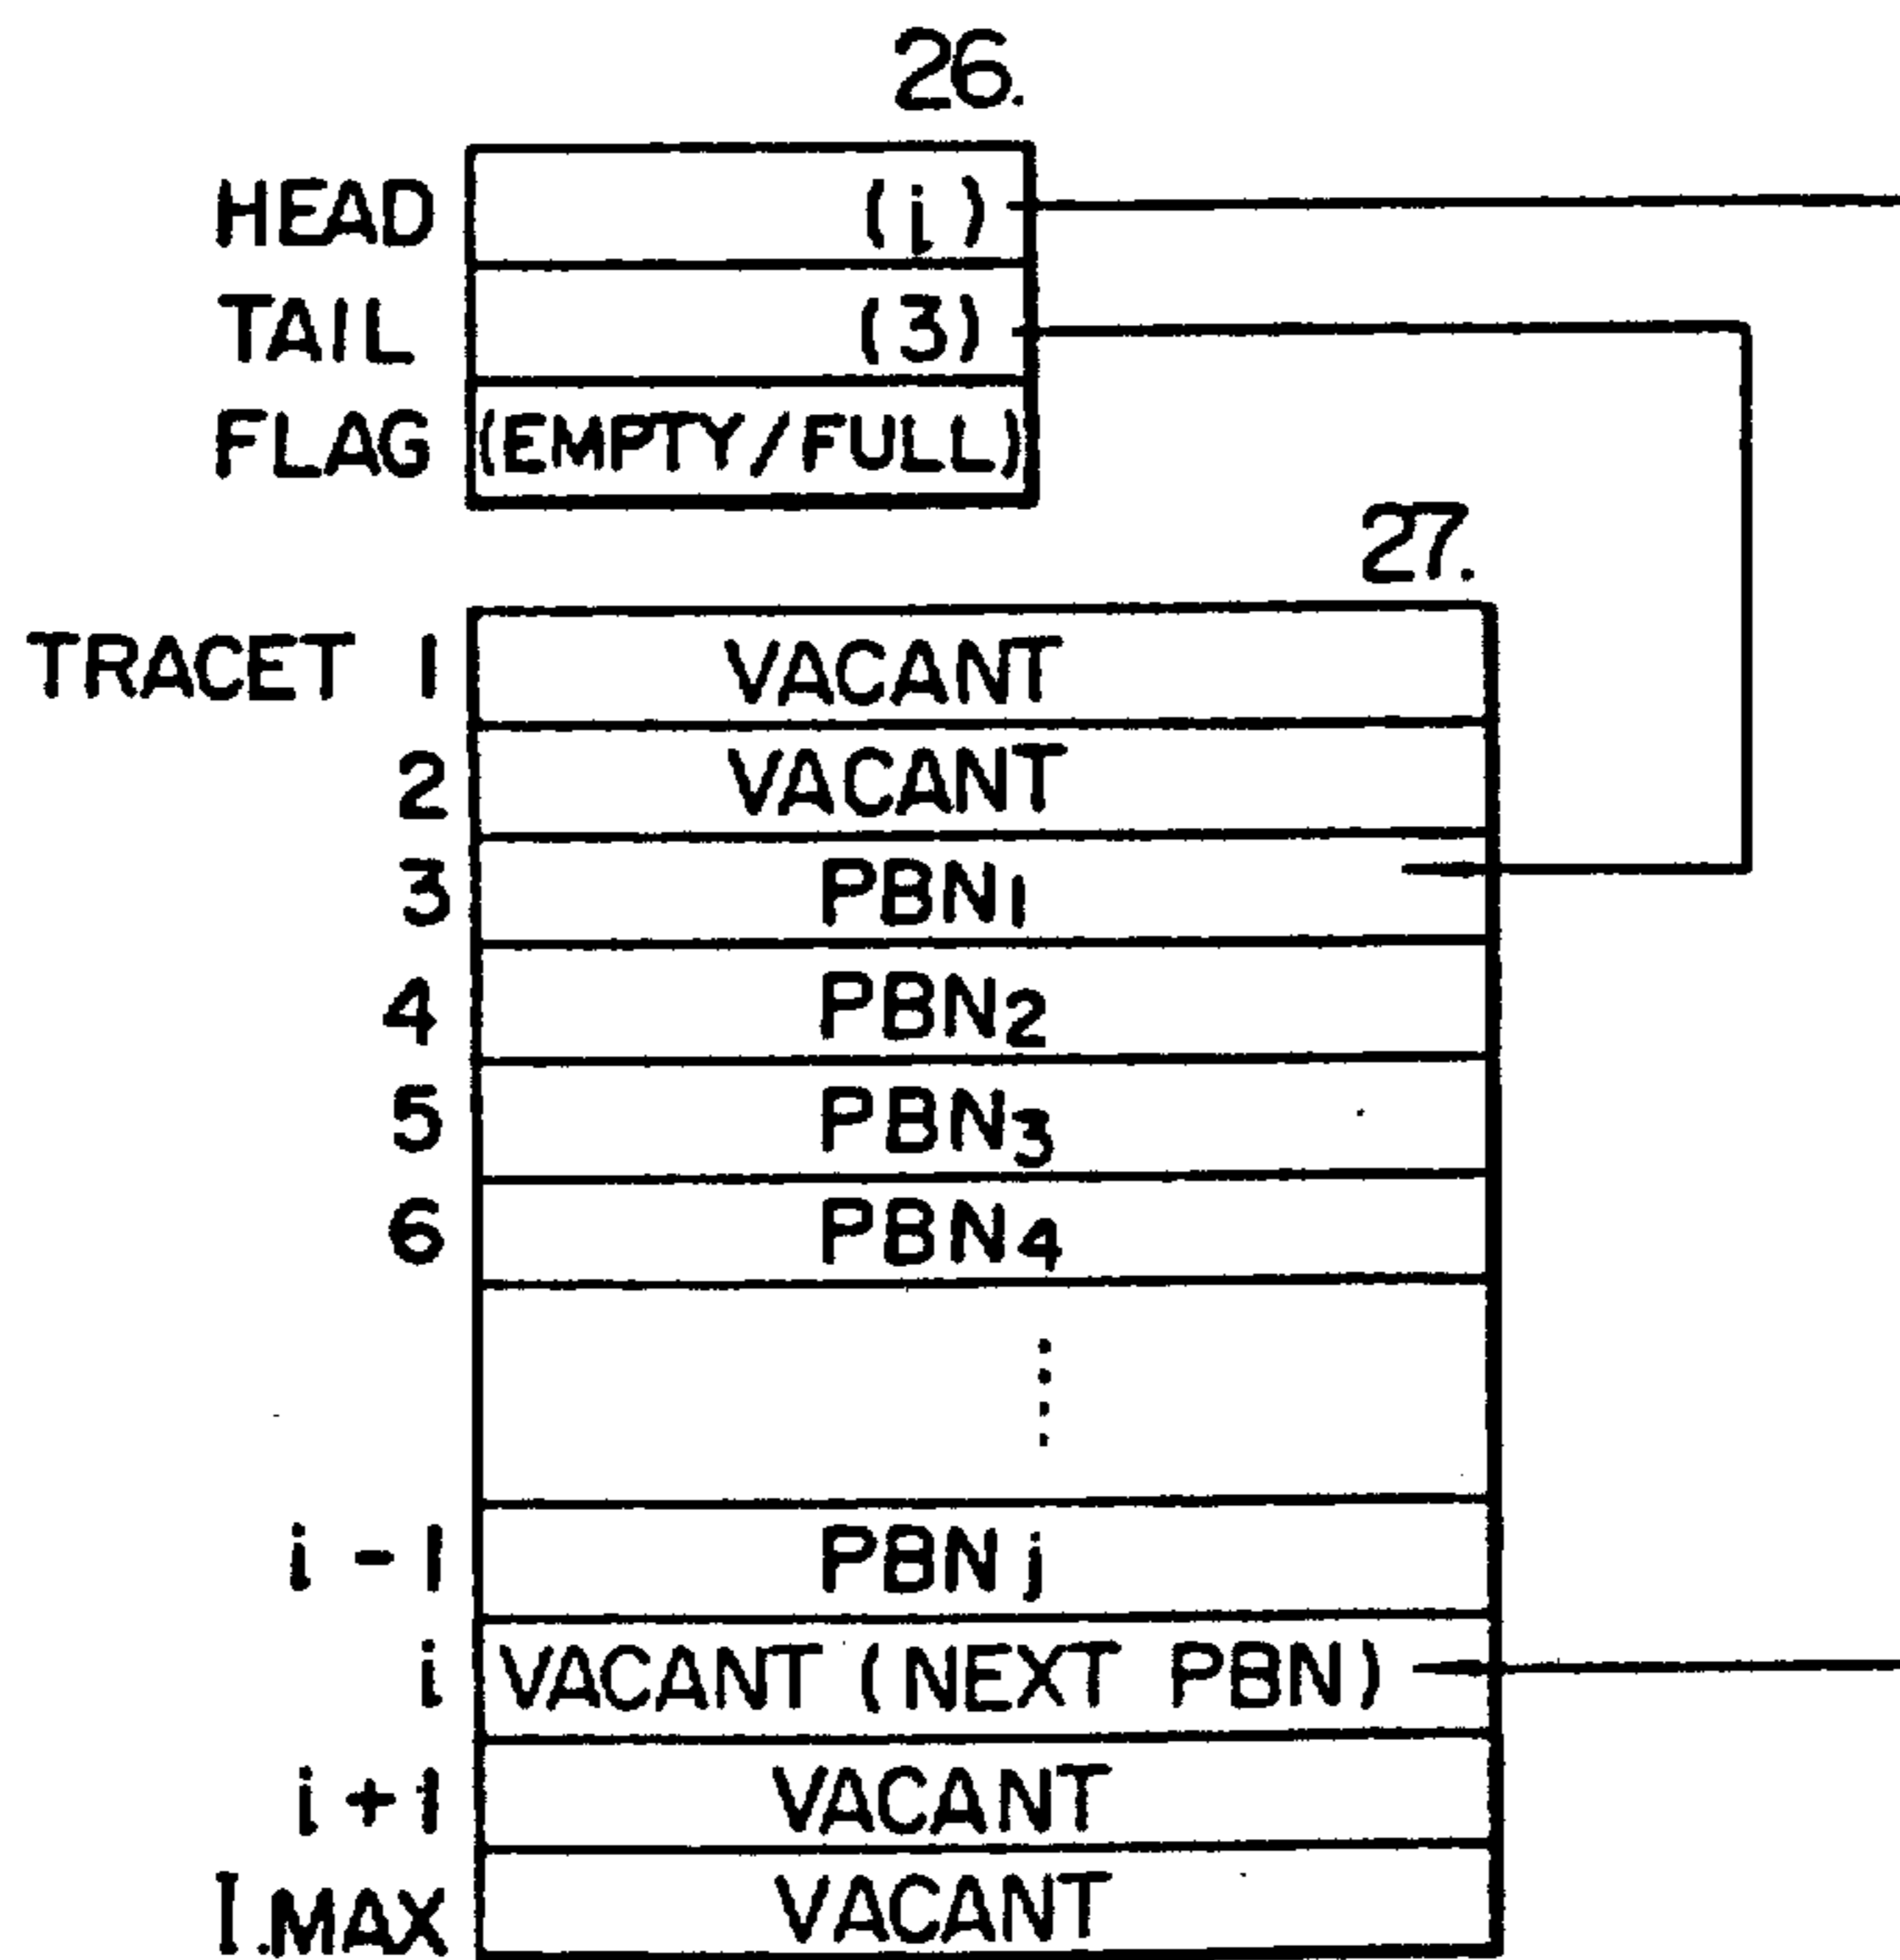 26.
HEAD (i)
TAIL (3)
FLAG (EMPTY/FULL)
27.
TRACET 1 VACANT
2 VACANT
3 PBN1
4 PBN2
5 PBN3
6 PBN4
i-1 PBNj
i VACANT (NEXT PBN)
i+1 VACANT
I.MAX VACANT